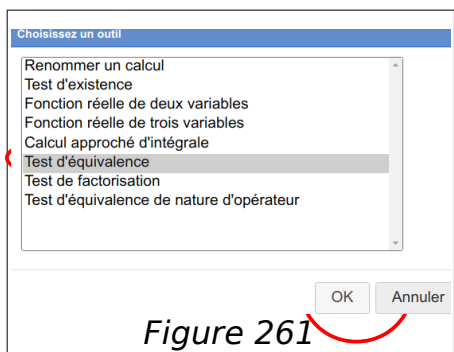 Choisissez un outil
Renommer un calcul
Test d'existence
Fonction réelle de deux variables
Fonction réelle de trois variables
Calcul approché d'intégrale
Test d'équivalence
Test de factorisation
Test d'équivalence de nature d'opérateur
OK Annuler
Figure 261